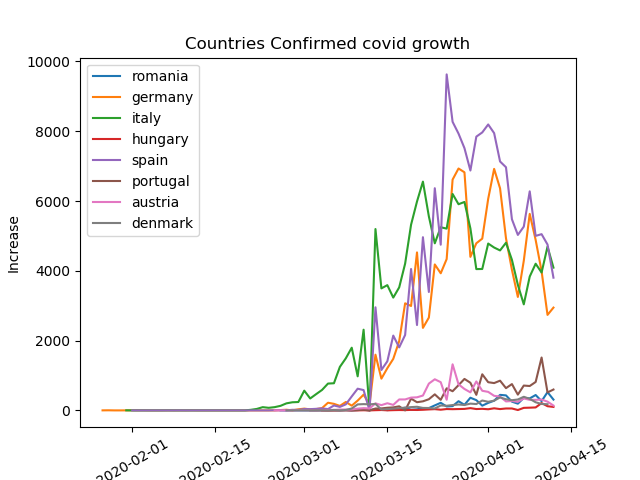 Countries Confirmed covid growth
romania
germany
italy
hungary
spain
portugal
austria
denmark
Increase
10000
8000
6000
4000
2000
0
2020-02-01
2020-02-15
2020-03-01
2020-03-15
2020-04-01
2020-04-15